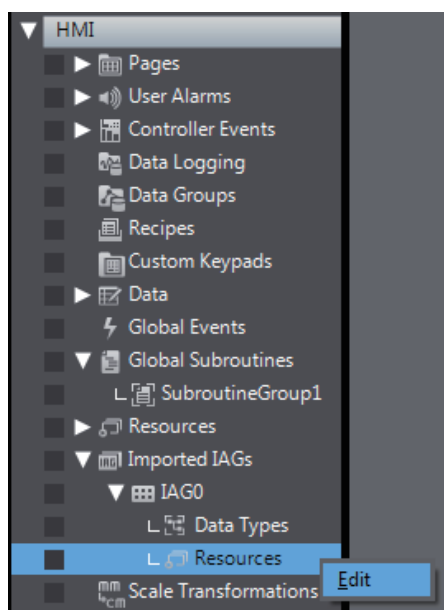 HMI
Pages
User Alarms
Controller Events
Data Logging
Data Groups
Recipes
Custom Keypads
Data
Global Events
Global Subroutines
SubroutineGroup1
Resources
Imported IAGs
IAG0
Data Types
Resources
Edit
Scale Transformations